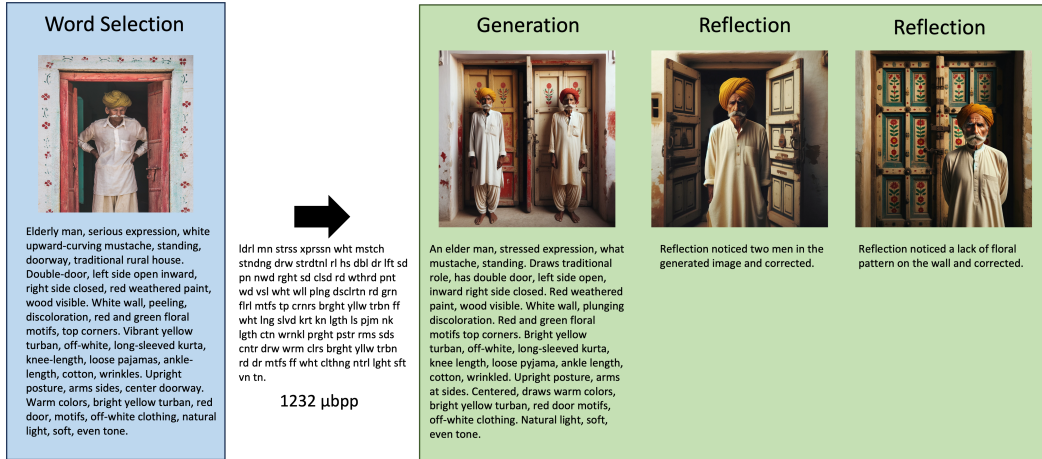 Word Selection
Elderly man, serious expression, white
upward-curving mustache, standing,
doorway, traditional rural house.
Double-door, left side open inward,
right side closed, red weathered paint,
wood visible. White wall, peeling,
discoloration, red and green floral
motifs, top corners. Vibrant yellow
turban, off-white, long-sleeved kurta,
knee-length, loose pajamas, ankle-
length, cotton, wrinkles. Upright
posture, arms sides, center doorway.
Warm colors, bright yellow turban, red
door, motifs, off-white clothing, natural
light, soft, even tone.
ldrl mn strss xprssn wht mstch
stndng drw strdtnl rl hs dbl dr lft sd
pn nwd rght sd clsd rd wthrd pnt
wd vsl wht wll plng dsclrtn rd grn
flrl mtfs tp crnrs brght yllw trbn ff
wht lng slvd krt kn lgth ls pjm nk
lgth ctn wrnkl prght pstr rms sds
cntr drw wrm clrs brght yllw trbn
rd dr mtfs ff wht clthng ntrl lght sft
vn tn.
1232 µbpp
Generation
An elder man, stressed expression, what
mustache, standing. Draws traditional
role, has double door, left side open,
inward right side closed. Red weathered
paint, wood visible. White wall, plunging
discoloration. Red and green floral
motifs top corners. Bright yellow
turban, off-white, long-sleeved kurta,
knee length, loose pyjama, ankle length,
cotton, wrinkled. Upright posture, arms
at sides. Centered, draws warm colors,
bright yellow turban, red door motifs,
off-white clothing. Natural light, soft,
even tone.
Reflection
Reflection noticed two men in the
generated image and corrected.
Reflection
Reflection noticed a lack of floral
pattern on the wall and corrected.